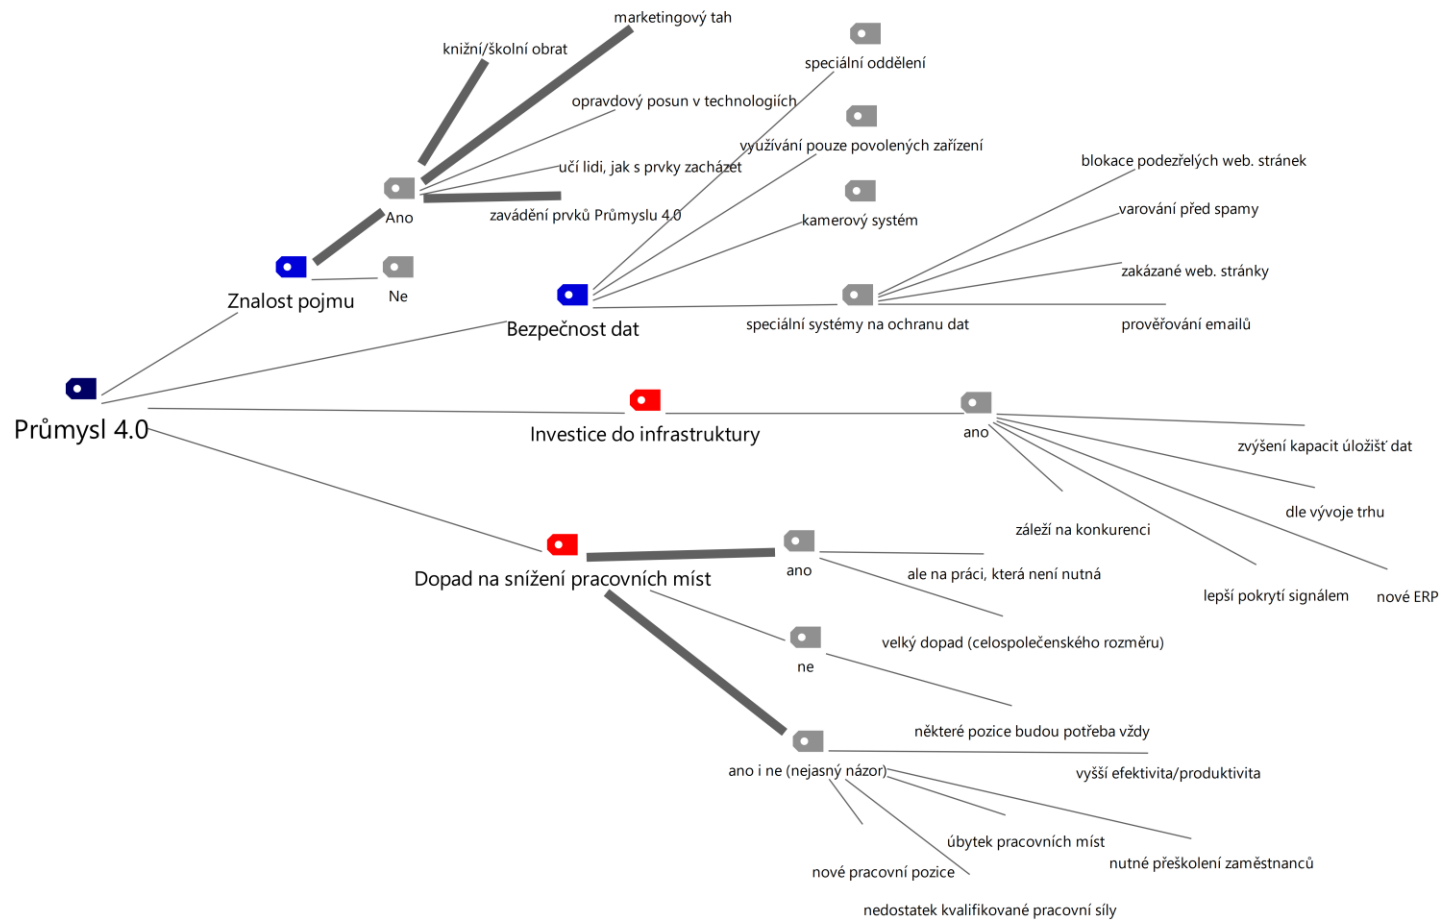 marketingový tah
knižní/školní obrat
speciální oddělení
opravdový posun v technologiích
využívání pouze povolených zařízení
učí lidi, jak s prvky zacházet
blokace podezřelých web. stránek
Ano
zavádění prvků Průmyslu 4.0
kamerový systém
varování před spamy
zakázané web. stránky
Znalost pojmu
Ne
Bezpečnost dat
speciální systémy na ochranu dat
prověřování emailů
Průmysl 4.0
Investice do infrastruktury
ano
zvýšení kapacit úložišť dat
dle vývoje trhu
záleží na konkurenci
Dopad na snížení pracovních míst
ano
ale na práci, která není nutná
lepší pokrytí signálem
nové ERP
velký dopad (celospolečenského rozměru)
ne
některé pozice budou potřeba vždy
ano i ne (nejasný názor)
vyšší efektivita/produktivita
úbytek pracovních míst
nutné přeškolení zaměstnanců
nové pracovní pozice
nedostatek kvalifikované pracovní síly